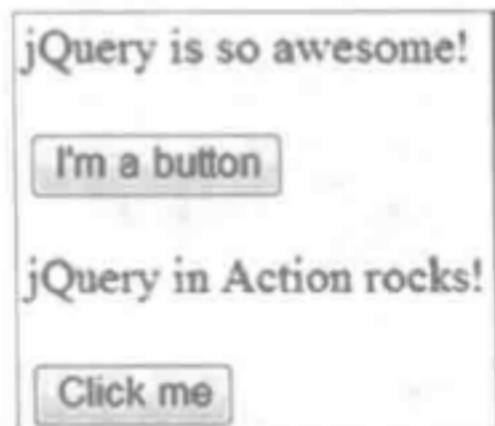 jQuery is so awesome!
I'm a button
jQuery in Action rocks!
Click me